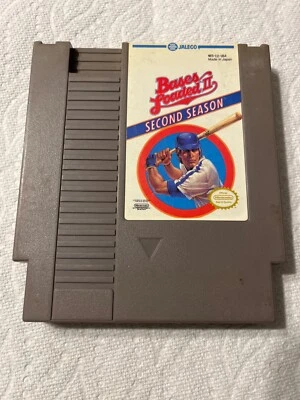 JALECO
Made in Japan
Bases
Loaded II
SECOND SEASON